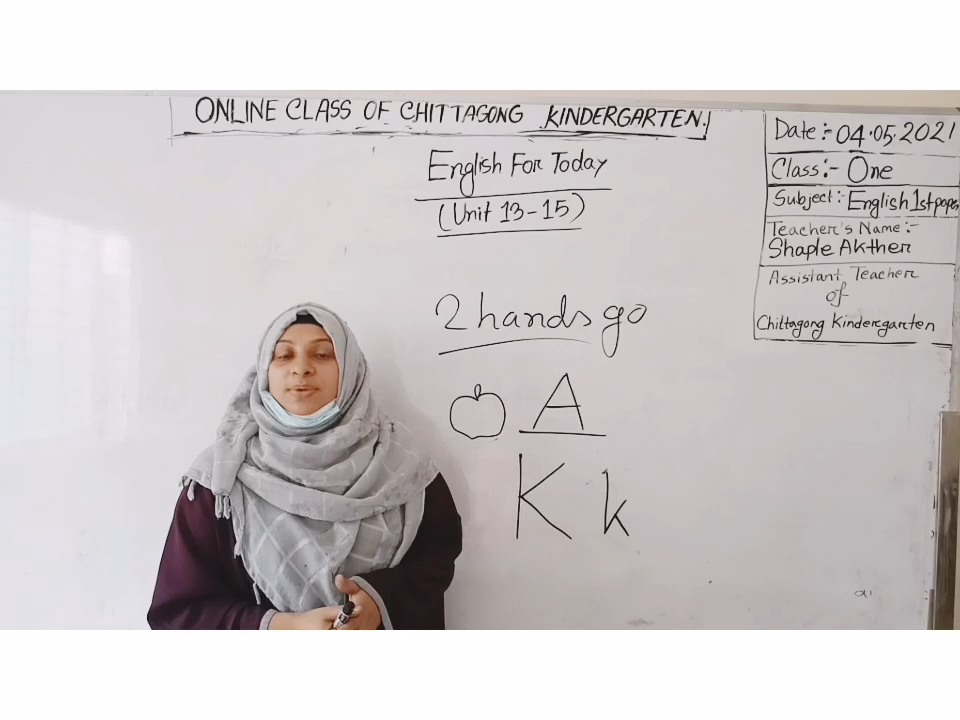 ONLINE CLASS OF CHITTAGONG KINDERGARTEN.
English For Today
(Unit 13-15)
2 hands go
A
K k
Date:- 04.05.2021
Class:- One
Subject:- English 1st paper
Teacher's Name:-
Shaple Akther
Assistant Teacher
of
Chittagong Kindergarten